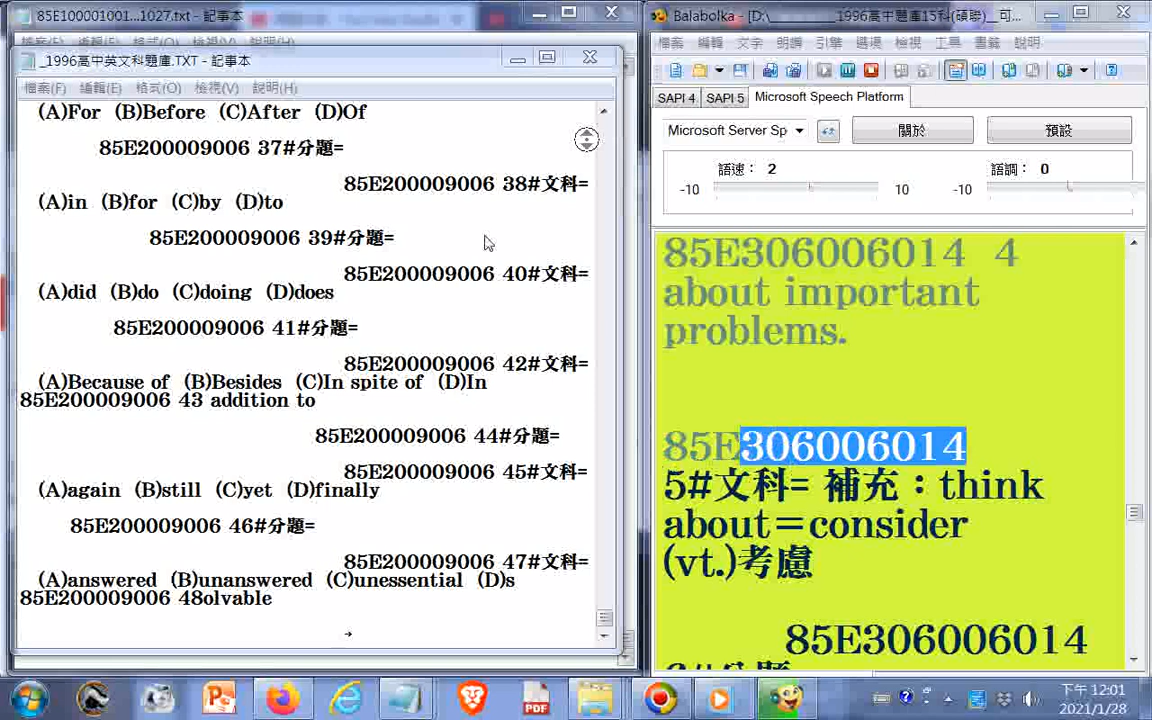 85E100001001...1027.txt - 記事本
_1996高中英文科題庫.TXT - 記事本
檔案(F) 編輯(E) 格式(O) 檢視(V) 說明(H)
(A)For (B)Before (C)After (D)Of
85E200009006 37#分題=
85E200009006 38#文科=
(A)in (B)for (C)by (D)to
85E200009006 39#分題=
85E200009006 40#文科=
(A)did (B)do (C)doing (D)does
85E200009006 41#分題=
85E200009006 42#文科=
(A)Because of (B)Besides (C)In spite of (D)In
85E200009006 43 addition to
85E200009006 44#分題=
85E200009006 45#文科=
(A)again (B)still (C)yet (D)finally
85E200009006 46#分題=
85E200009006 47#文科=
(A)answered (B)unanswered (C)unessential (D)s
85E200009006 48olvable
Balabolka - [D:\________1996高中題庫15科(碩聯)__可...
檔案 編輯 文字 朗讀 引擎 選項 檢視 工具 書籤 說明
SAPI 4 SAPI 5 Microsoft Speech Platform
Microsoft Server Sp 關於 預設
語速： 2 語調： 0
-10 10 -10
85E306006014 4
about important
problems.
85E306006014
5#文科= 補充：think
about＝consider
(vt.)考慮
85E306006014
下午 12:01
2021/1/28